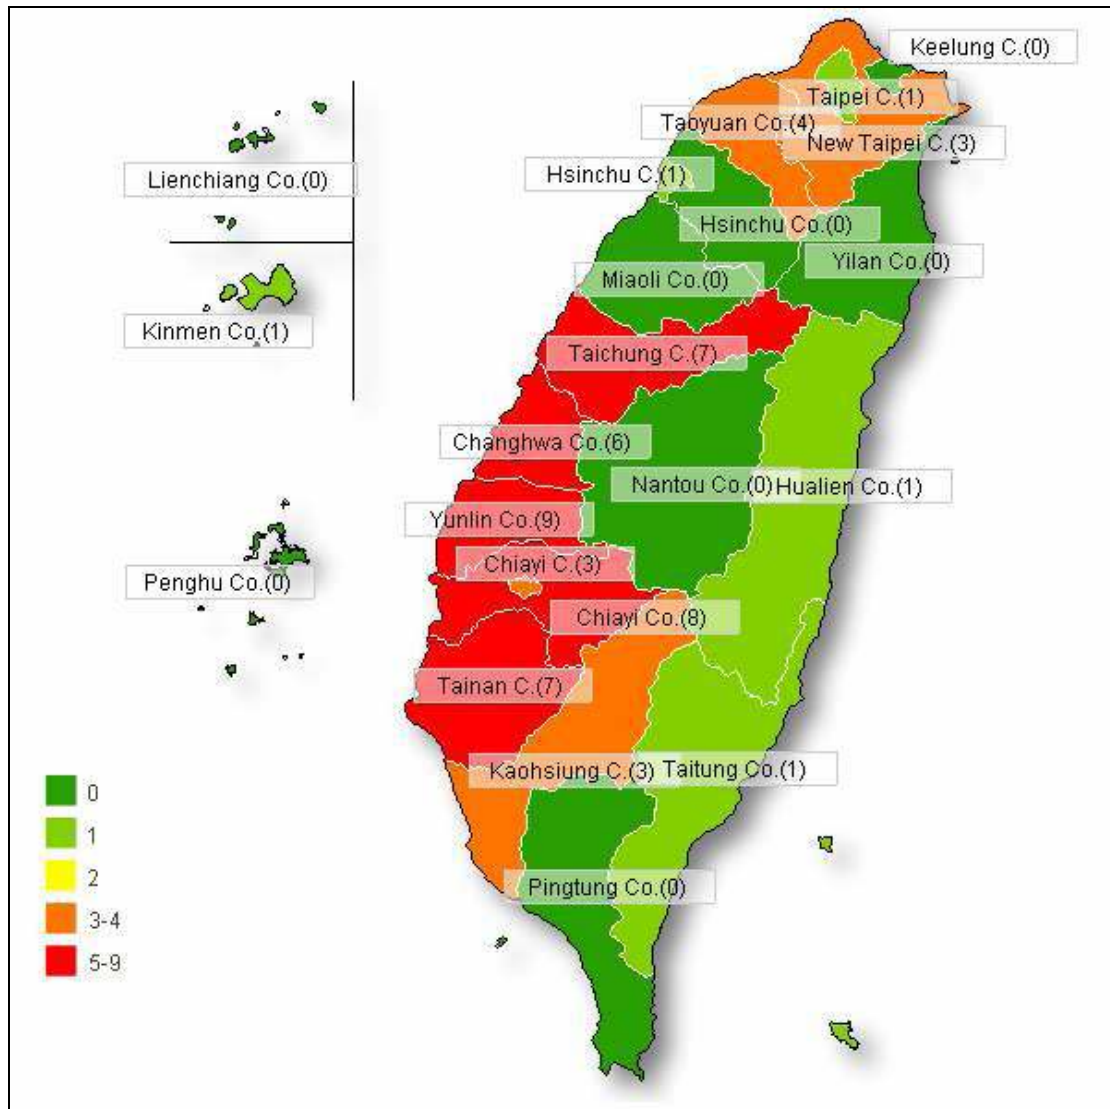 Keelung C.(0)
Taipei C.(1)
Taoyuan Co.(4)
New Taipei C.(3)
Lienchiang Co.(0)
Hsinchu C.(1)
Hsinchu Co.(0)
Yilan Co.(0)
Miaoli Co.(0)
Kinmen Co.(1)
Taichung C.(7)
Changhwa Co.(6)
Nantou Co.(0)
Hualien Co.(1)
Yunlin Co.(9)
Chiayi C.(3)
Penghu Co.(0)
Chiayi Co.(8)
Tainan C.(7)
Kaohsiung C.(3)
Taitung Co.(1)
Pingtung Co.(0)
0
1
2
3-4
5-9